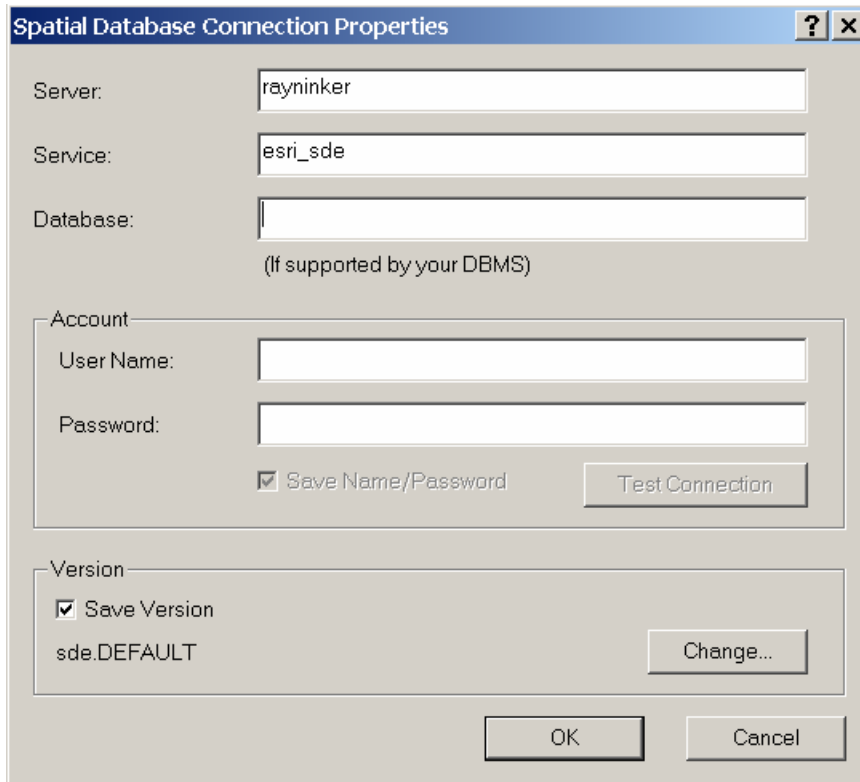 Spatial Database Connection Properties
Server: rayninker
Service: esri_sde
Database:
(If supported by your DBMS)
Account
User Name:
Password:
Save Name/Password Test Connection
Version
Save Version
sde.DEFAULT Change...
OK Cancel